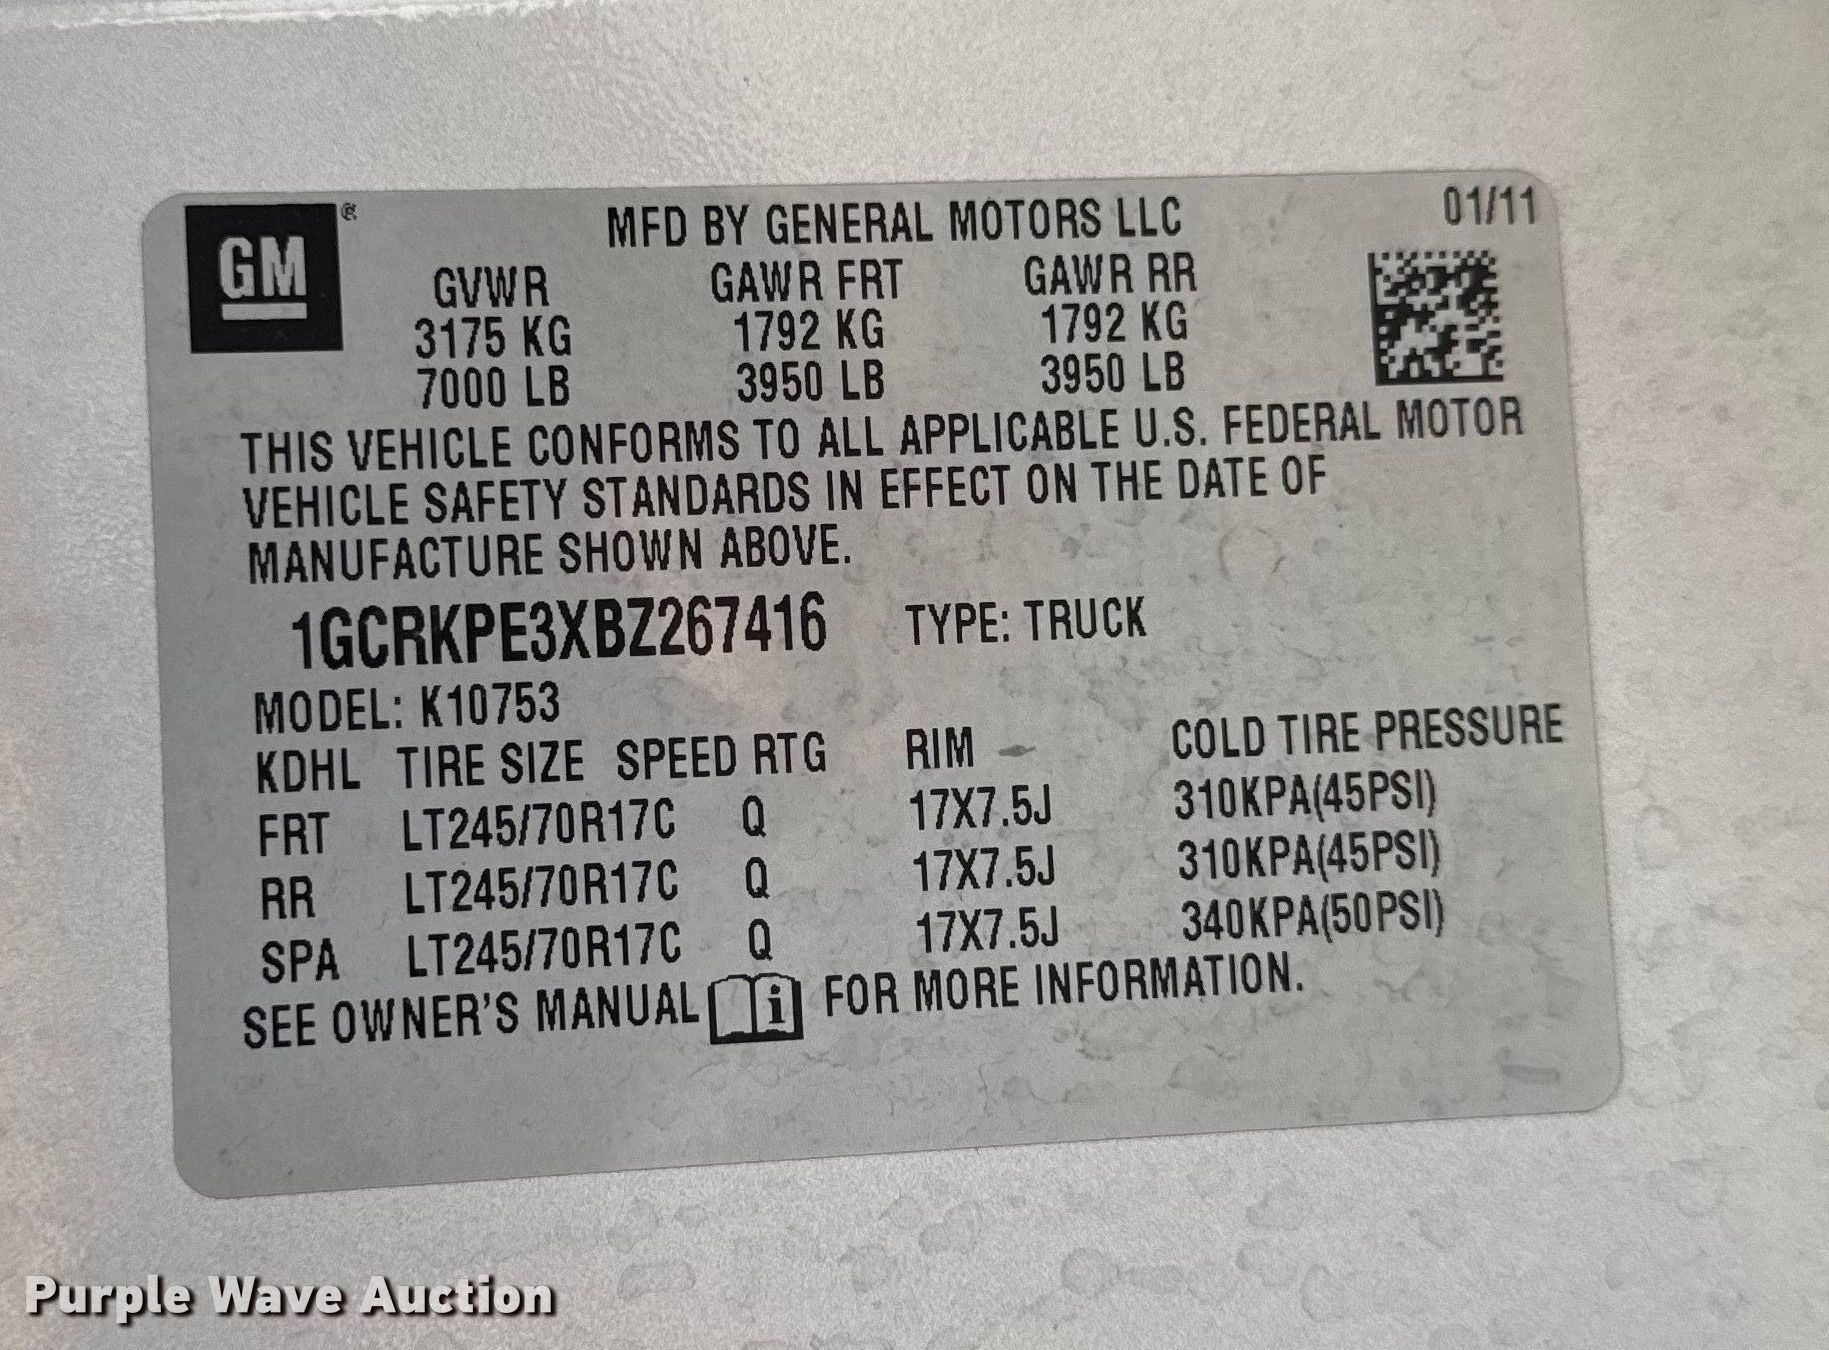 GM®
MFD BY GENERAL MOTORS LLC 01/11
GVWR GAWR FRT GAWR RR
3175 KG 1792 KG 1792 KG
7000 LB 3950 LB 3950 LB
THIS VEHICLE CONFORMS TO ALL APPLICABLE U.S. FEDERAL MOTOR
VEHICLE SAFETY STANDARDS IN EFFECT ON THE DATE OF
MANUFACTURE SHOWN ABOVE.
1GCRKPE3XBZ267416 TYPE: TRUCK
MODEL: K10753
KDHL TIRE SIZE SPEED RTG RIM COLD TIRE PRESSURE
FRT LT245/70R17C Q 17X7.5J 310KPA(45PSI)
RR LT245/70R17C Q 17X7.5J 310KPA(45PSI)
SPA LT245/70R17C Q 17X7.5J 340KPA(50PSI)
SEE OWNER'S MANUAL i FOR MORE INFORMATION.
Purple Wave Auction